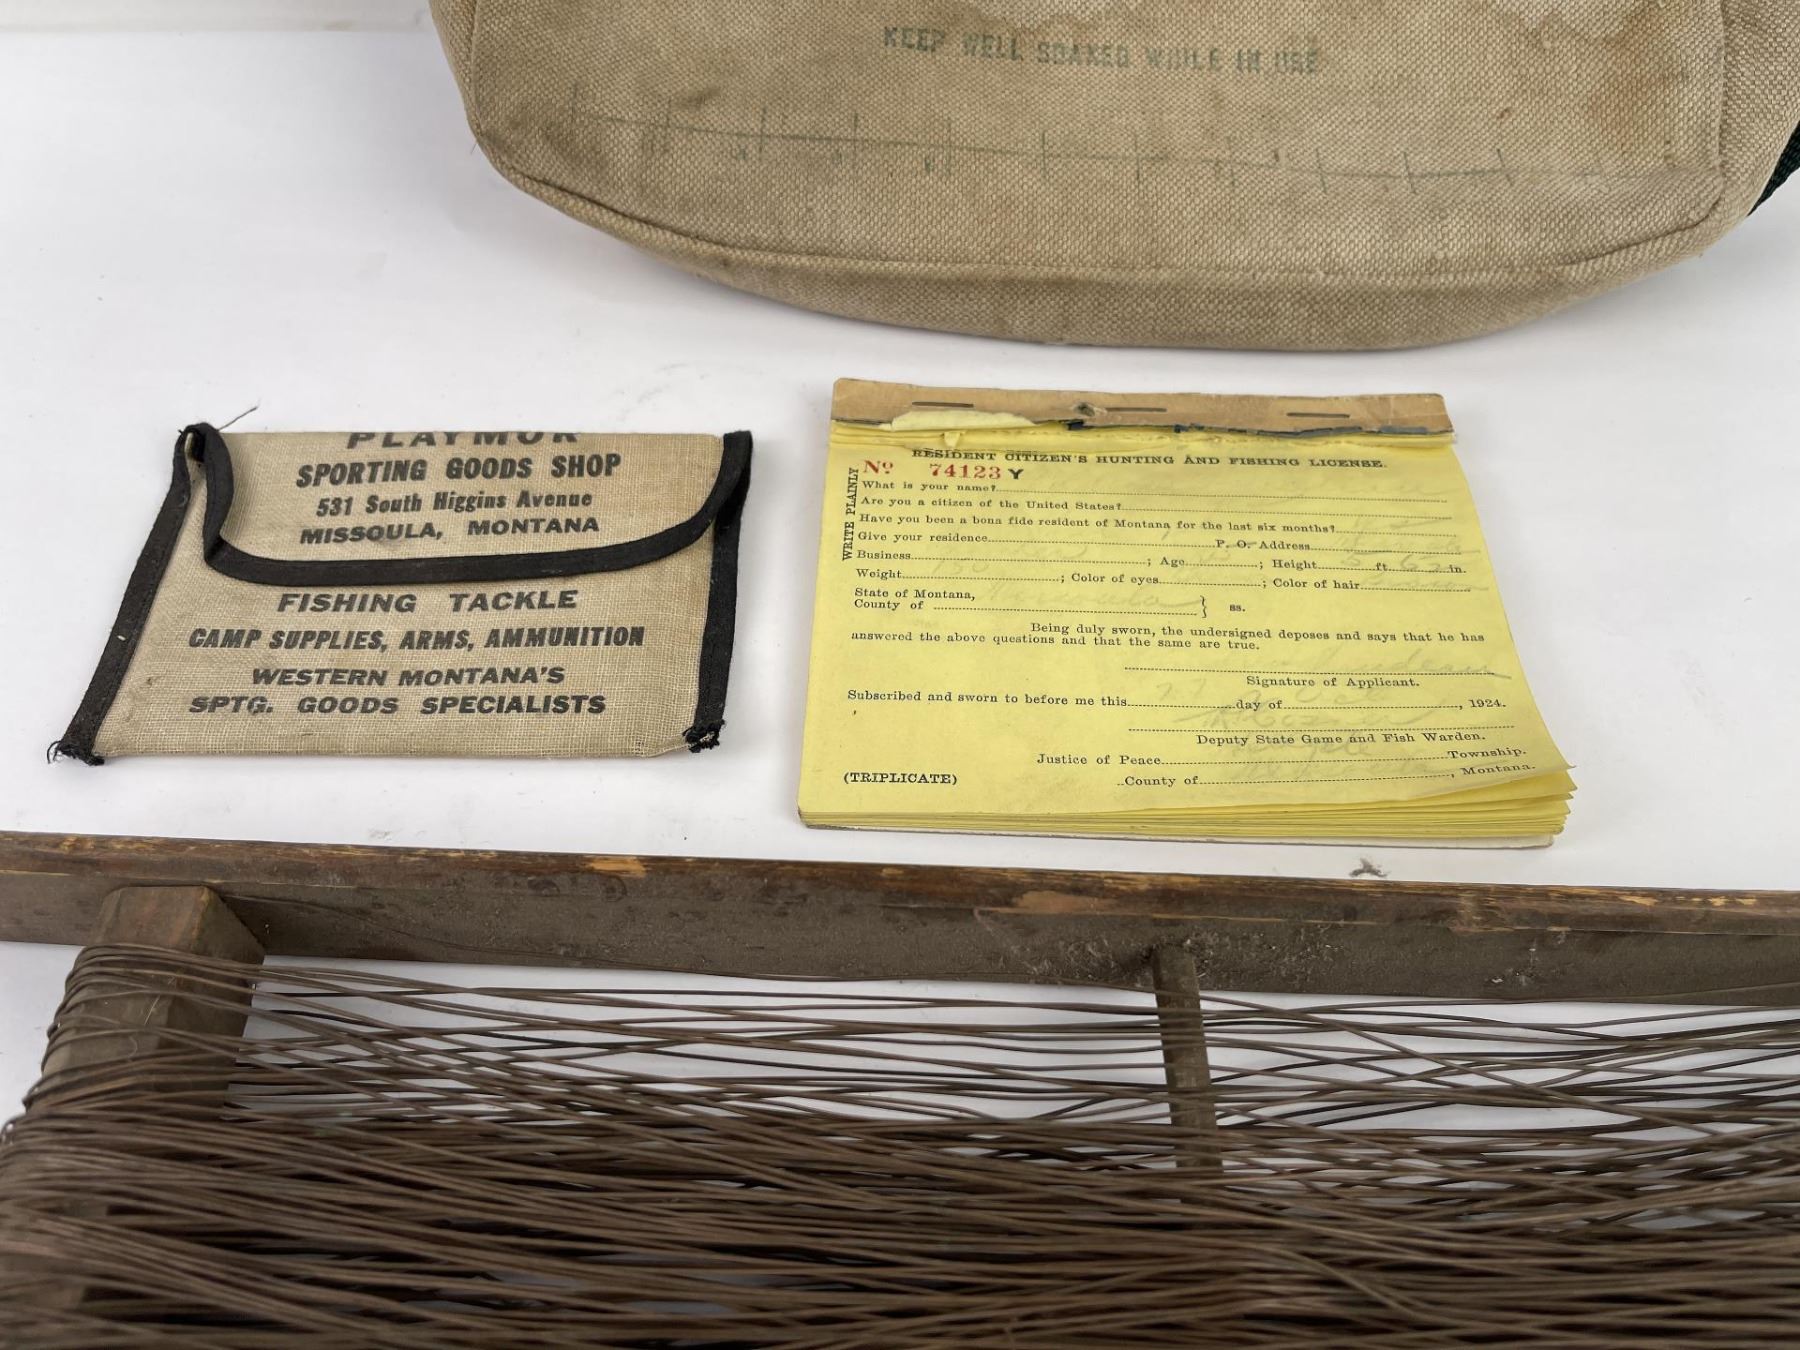 KEEP WELL SOAKED WHILE IN USE
PLAYMOR
SPORTING GOODS SHOP
531 South Higgins Avenue
MISSOULA, MONTANA
FISHING TACKLE
CAMP SUPPLIES, ARMS, AMMUNITION
WESTERN MONTANA'S
SPTG. GOODS SPECIALISTS
RESIDENT CITIZEN'S HUNTING AND FISHING LICENSE.
No 74123 Y
WRITE PLAINLY
What is your name?
Are you a citizen of the United States?
Have you been a bona fide resident of Montana for the last six months?
Give your residence P. O. Address
Business ; Age ; Height 5 ft. 6½ in.
Weight 150 ; Color of eyes ; Color of hair
State of Montana,
County of } ss.
Being duly sworn, the undersigned deposes and says that he has
answered the above questions and that the same are true.
Signature of Applicant.
Subscribed and sworn to before me this 27 day of , 1924.
Deputy State Game and Fish Warden.
Justice of Peace Township.
(TRIPLICATE) County of , Montana.